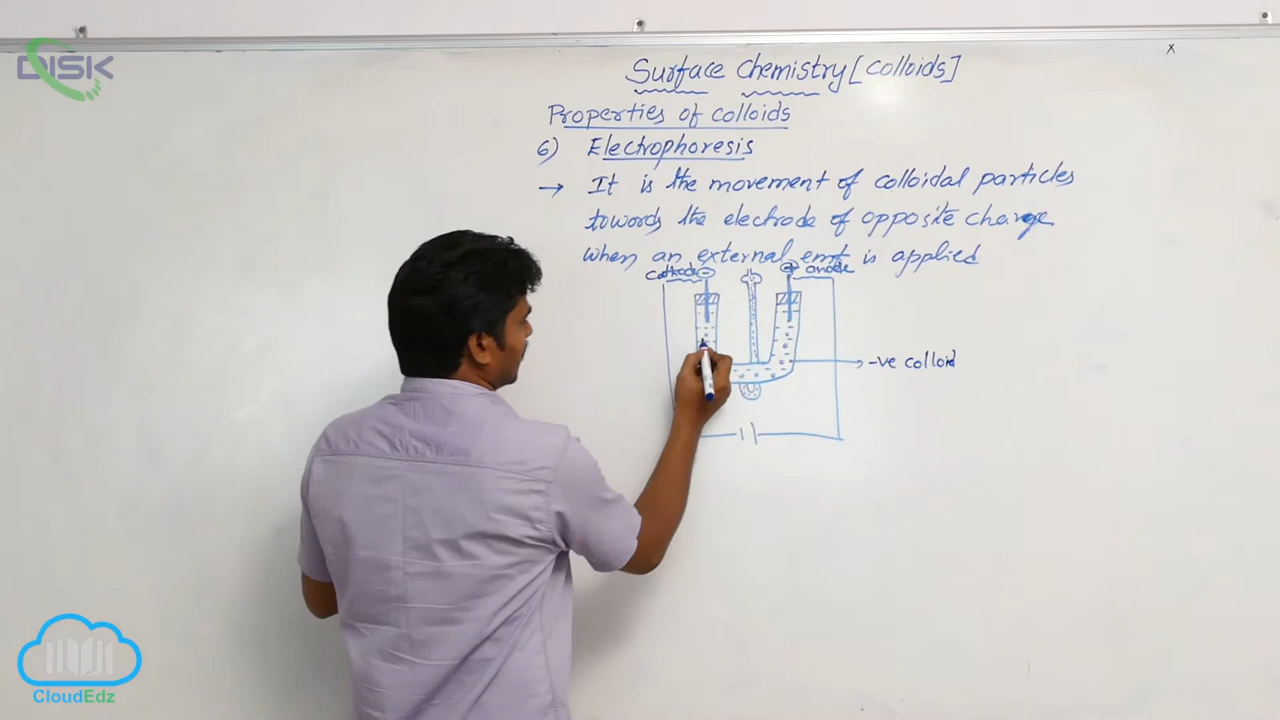 DISK
x
Surface Chemistry [colloids]
Properties of colloids
6) Electrophoresis
→ It is the movement of colloidal particles
towards the electrode of opposite charge
when an external emf is applied
cathode - + anode
-ve colloid
CloudEdz